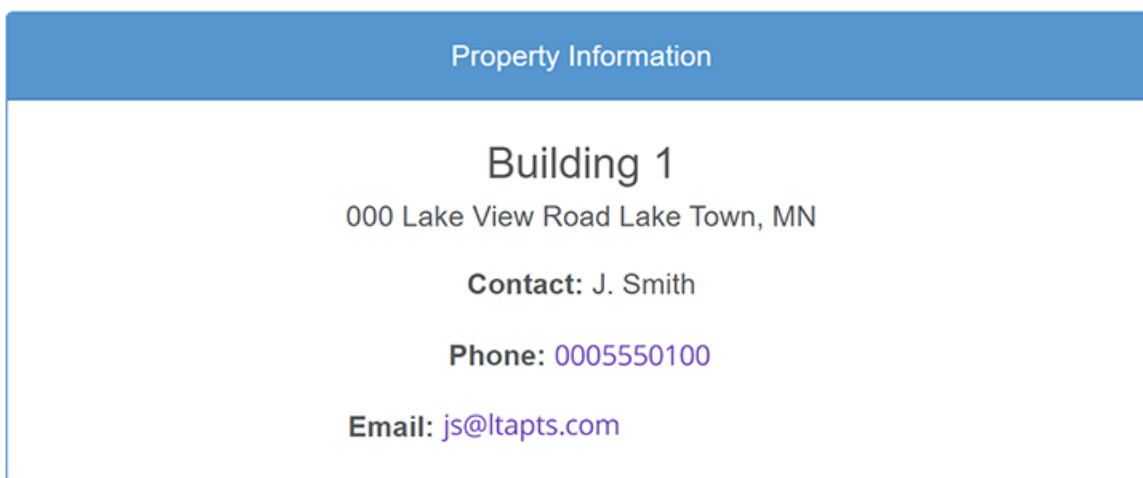 Property Information
Building 1
000 Lake View Road Lake Town, MN
Contact: J. Smith
Phone: 0005550100
Email: js@ltapts.com